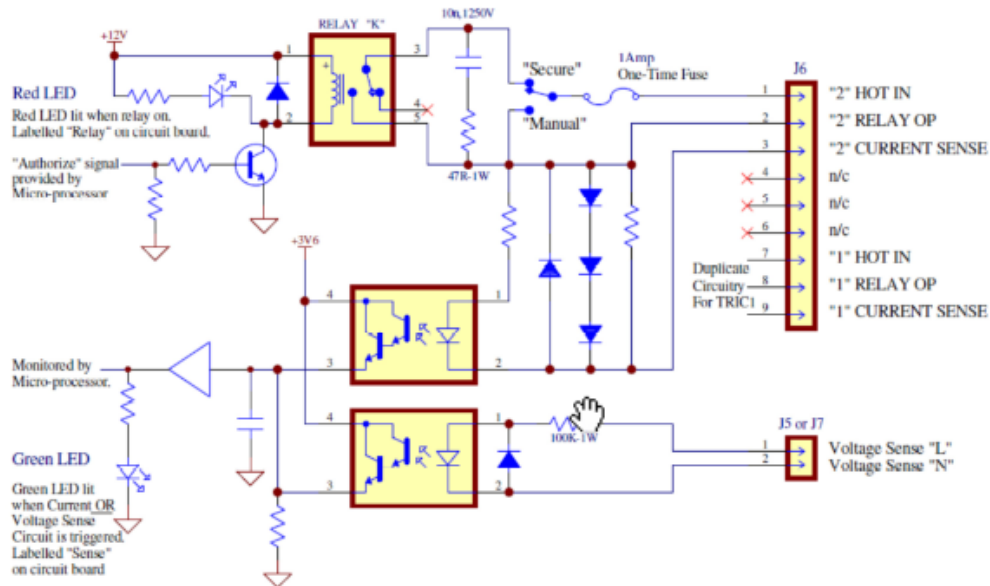 +12V
RELAY "K"
10n,1250V
1
3
4
2
5
"Secure"
"Manual"
1Amp
One-Time Fuse
47R-1W
Red LED
Red LED lit when relay on.
Labelled "Relay" on circuit board.
"Authorize" signal
provided by
Micro-processor
J6
1 "2" HOT IN
2 "2" RELAY OP
3 "2" CURRENT SENSE
4 n/c
5 n/c
6 n/c
7 "1" HOT IN
8 "1" RELAY OP
9 "1" CURRENT SENSE
Duplicate
Circuitry
For TRIC1
+3V6
4
1
3
2
Monitored by
Micro-processor.
4
1
3
2
100K-1W
J5 or J7
1 Voltage Sense "L"
2 Voltage Sense "N"
Green LED
Green LED lit
when Current OR
Voltage Sense
Circuit is triggered.
Labelled "Sense"
on circuit board